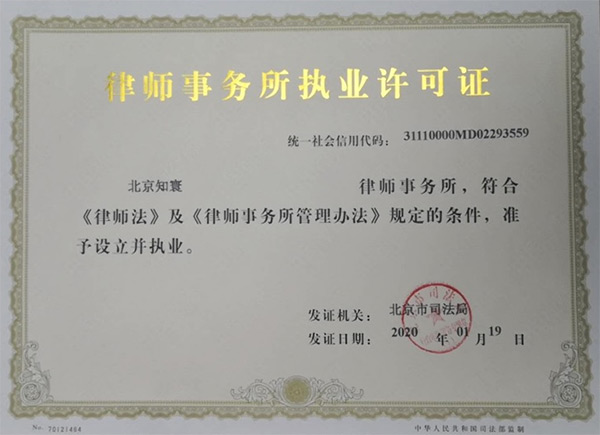 律师事务所执业许可证
统一社会信用代码：31110000MD02293559
北京知寰 律师事务所，符合
《律师法》及《律师事务所管理办法》规定的条件，准
予设立并执业。
发证机关：北京市司法局
发证日期：2020 年 01 月 19 日
No. 70121464
中华人民共和国司法部监制